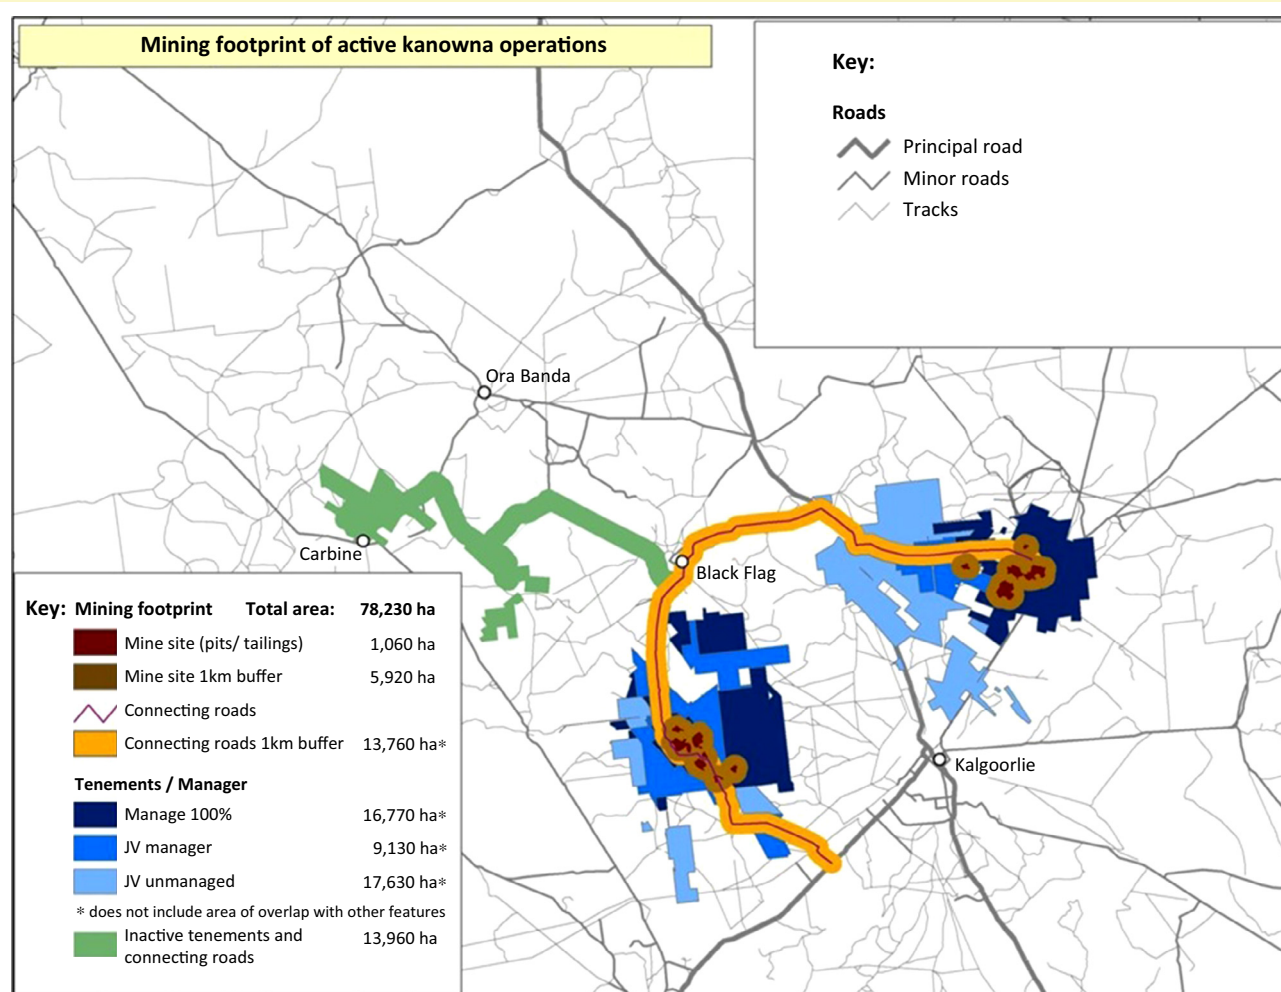 Mining footprint of active kanowna operations
Key:
Roads
Principal road
Minor roads
Tracks
Ora Banda
Carbine
Black Flag
Kalgoorlie
Key: Mining footprint Total area: 78,230 ha
Mine site (pits/ tailings) 1,060 ha
Mine site 1km buffer 5,920 ha
Connecting roads
Connecting roads 1km buffer 13,760 ha*
Tenements / Manager
Manage 100% 16,770 ha*
JV manager 9,130 ha*
JV unmanaged 17,630 ha*
* does not include area of overlap with other features
Inactive tenements and 13,960 ha
connecting roads